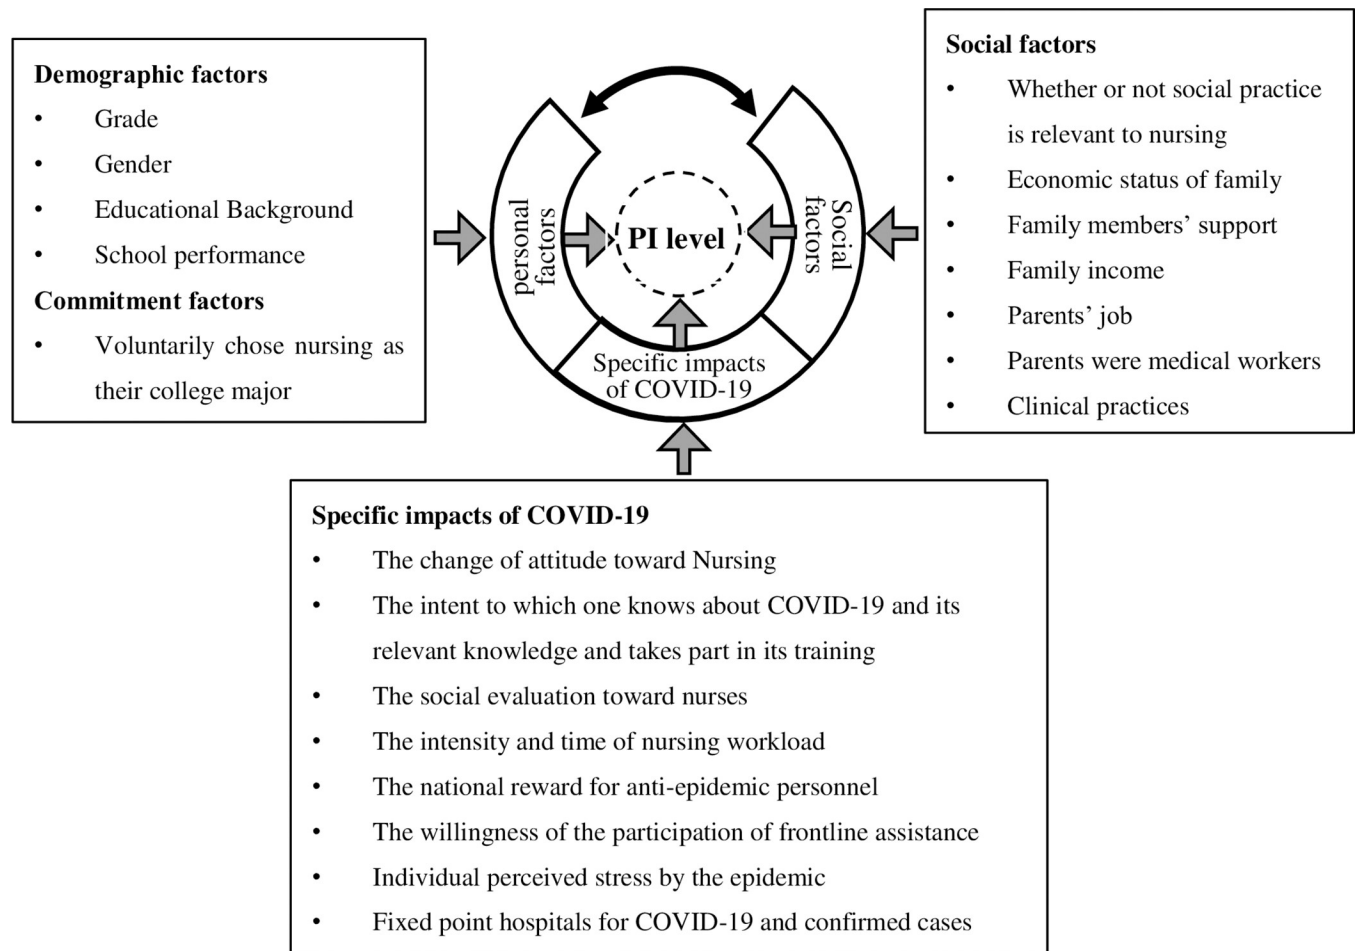 Demographic factors
• Grade
• Gender
• Educational Background
• School performance
Commitment factors
• Voluntarily chose nursing as
their college major
personal
factors
PI level
Social
factors
Specific impacts
of COVID-19
Social factors
• Whether or not social practice
is relevant to nursing
• Economic status of family
• Family members’ support
• Family income
• Parents’ job
• Parents were medical workers
• Clinical practices
Specific impacts of COVID-19
• The change of attitude toward Nursing
• The intent to which one knows about COVID-19 and its
relevant knowledge and takes part in its training
• The social evaluation toward nurses
• The intensity and time of nursing workload
• The national reward for anti-epidemic personnel
• The willingness of the participation of frontline assistance
• Individual perceived stress by the epidemic
• Fixed point hospitals for COVID-19 and confirmed cases